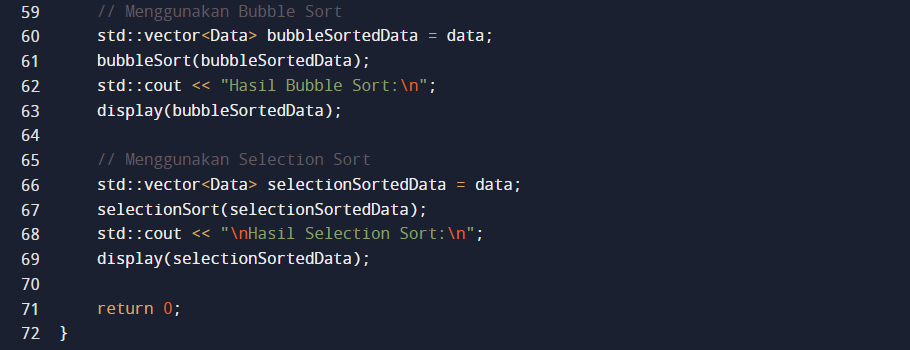 59 // Menggunakan Bubble Sort
60 std::vector<Data> bubbleSortedData = data;
61 bubbleSort(bubbleSortedData);
62 std::cout << "Hasil Bubble Sort:\n";
63 display(bubbleSortedData);
64
65 // Menggunakan Selection Sort
66 std::vector<Data> selectionSortedData = data;
67 selectionSort(selectionSortedData);
68 std::cout << "\nHasil Selection Sort:\n";
69 display(selectionSortedData);
70
71 return 0;
72 }